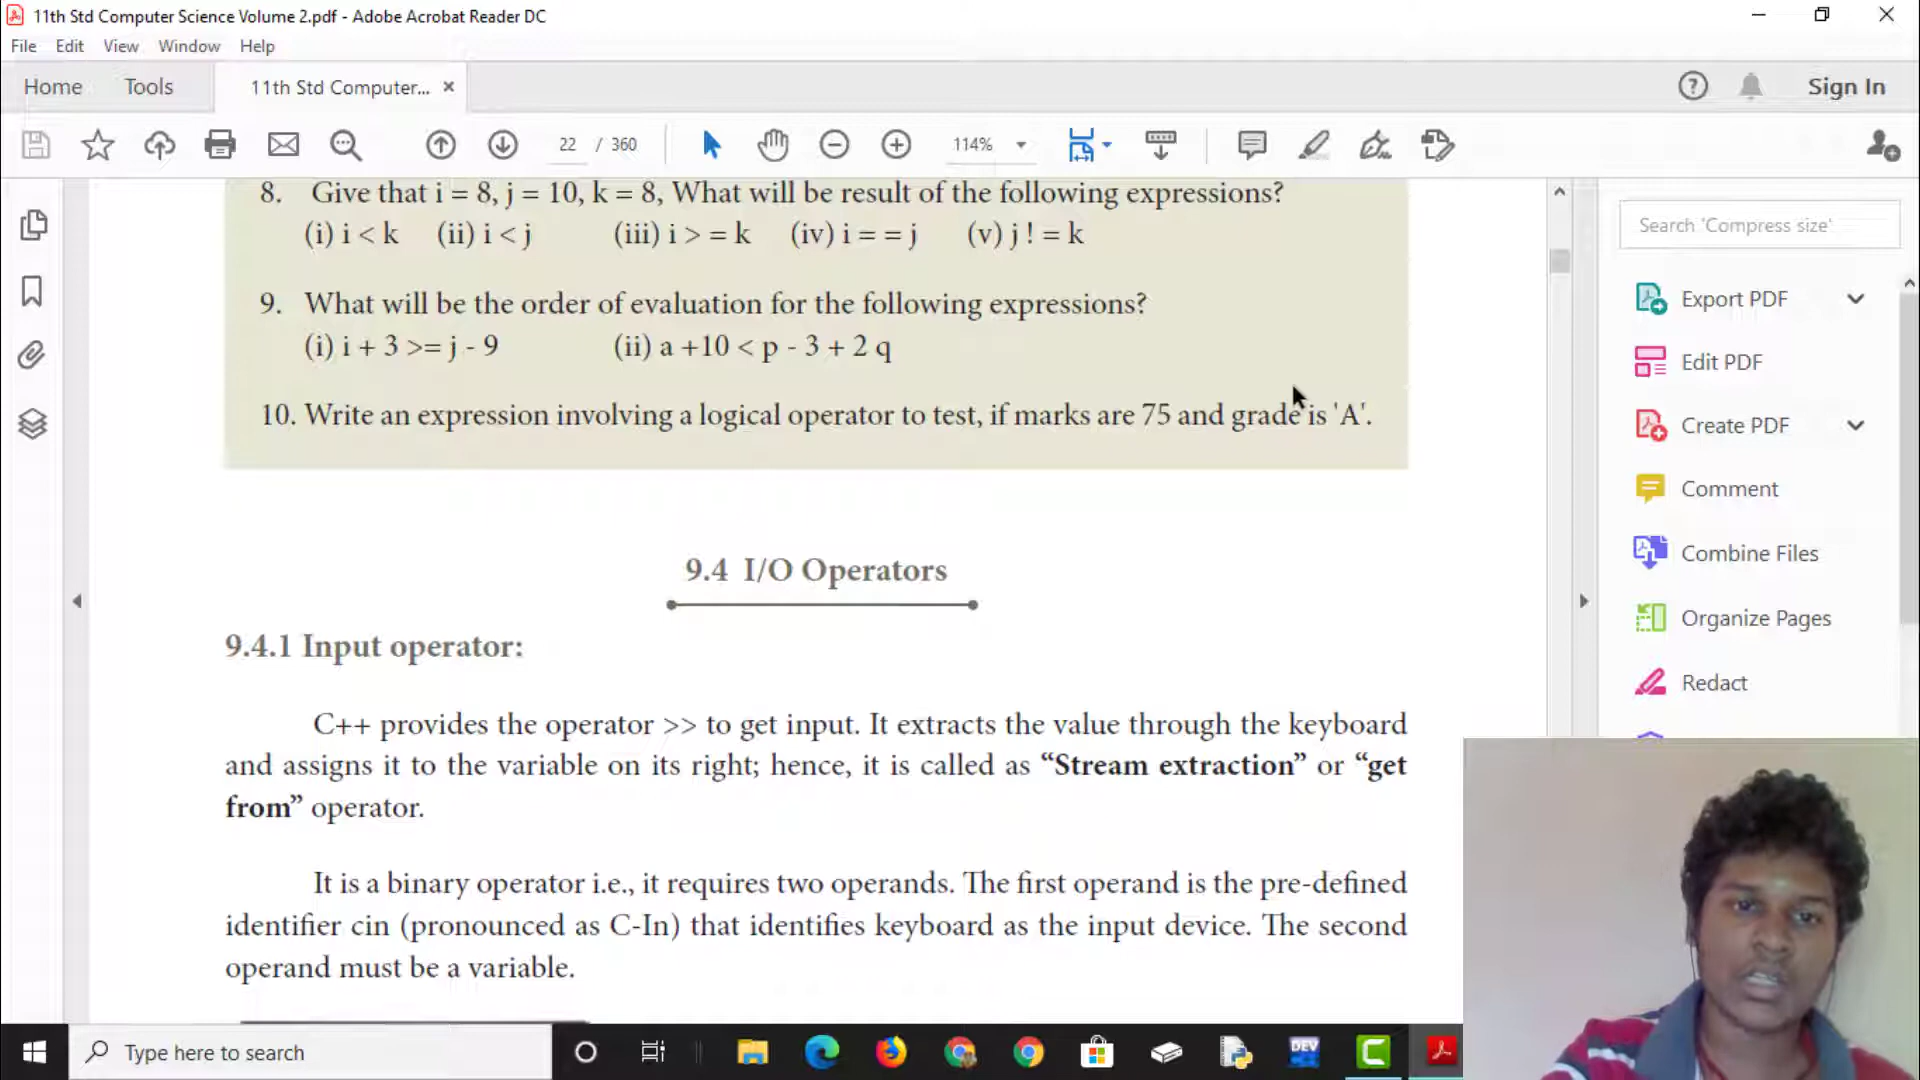 11th Std Computer Science Volume 2.pdf - Adobe Acrobat Reader DC
File Edit View Window Help
Home Tools 11th Std Computer... × Sign In
22 / 360 114%
8. Give that i = 8, j = 10, k = 8, What will be result of the following expressions?
(i) i < k (ii) i < j (iii) i > = k (iv) i = = j (v) j ! = k
9. What will be the order of evaluation for the following expressions?
(i) i + 3 >= j - 9 (ii) a +10 < p - 3 + 2 q
10. Write an expression involving a logical operator to test, if marks are 75 and grade is 'A'.
9.4 I/O Operators
9.4.1 Input operator:
C++ provides the operator >> to get input. It extracts the value through the keyboard
and assigns it to the variable on its right; hence, it is called as “Stream extraction” or “get
from” operator.
It is a binary operator i.e., it requires two operands. The first operand is the pre-defined
identifier cin (pronounced as C-In) that identifies keyboard as the input device. The second
operand must be a variable.
Search 'Compress size'
Export PDF
Edit PDF
Create PDF
Comment
Combine Files
Organize Pages
Redact
Type here to search
DEV